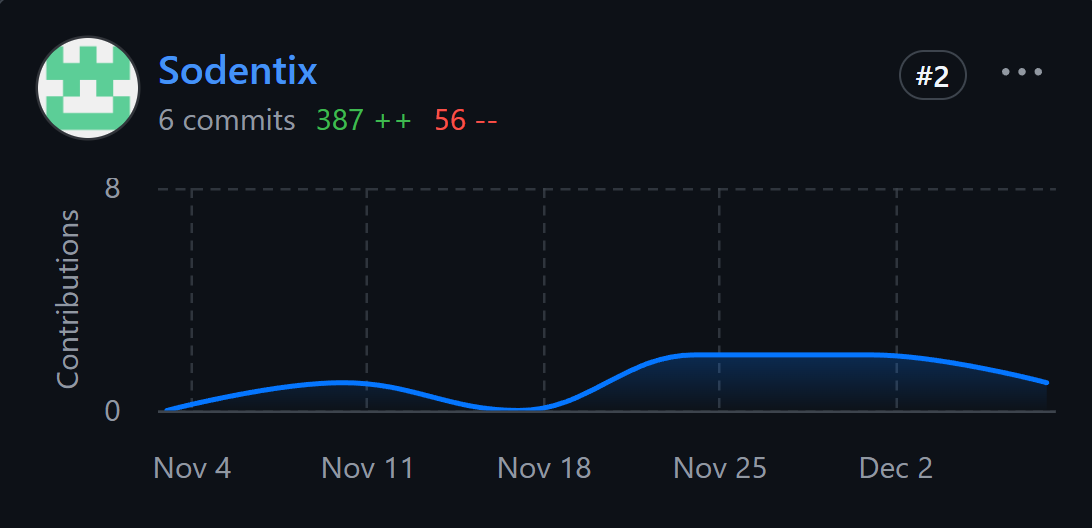 Sodentix
#2
6 commits 387 ++ 56 --
8
Contributions
0
Nov 4 Nov 11 Nov 18 Nov 25 Dec 2